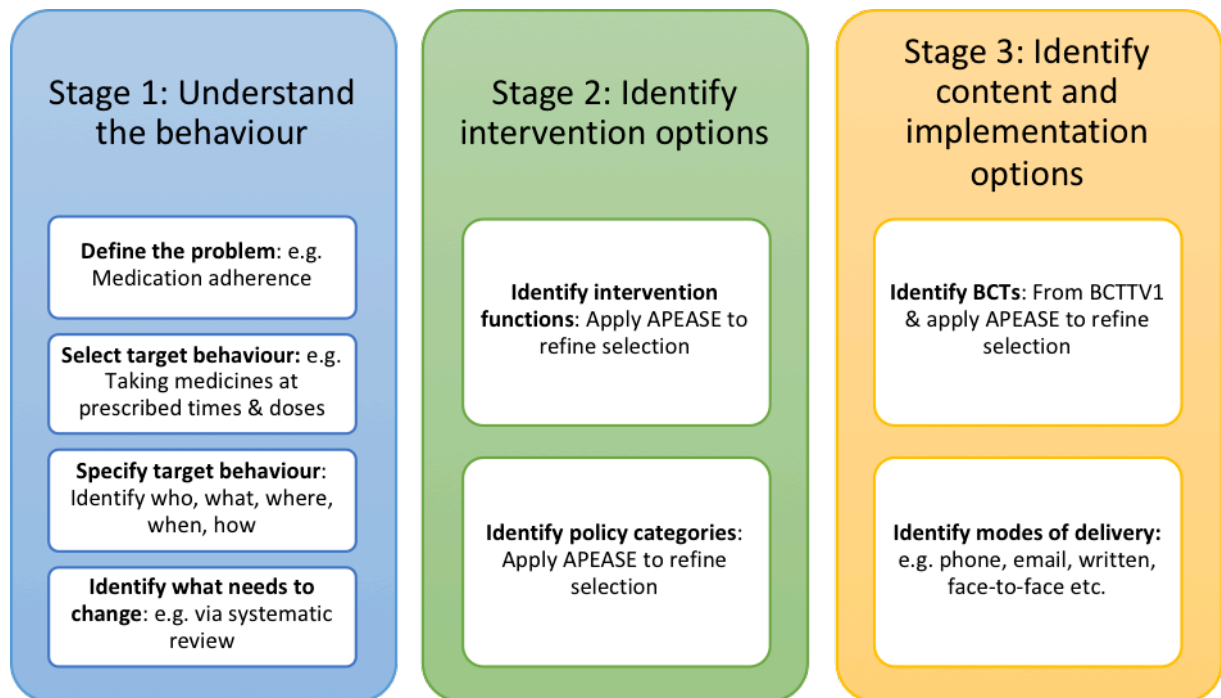 Stage 1: Understand
the behaviour
Define the problem: e.g.
Medication adherence
Select target behaviour: e.g.
Taking medicines at
prescribed times & doses
Specify target behaviour:
Identify who, what, where,
when, how
Identify what needs to
change: e.g. via systematic
review
Stage 2: Identify
intervention options
Identify intervention
functions: Apply APEASE to
refine selection
Identify policy categories:
Apply APEASE to refine
selection
Stage 3: Identify
content and
implementation
options
Identify BCTs: From BCTTV1
& apply APEASE to refine
selection
Identify modes of delivery:
e.g. phone, email, written,
face-to-face etc.